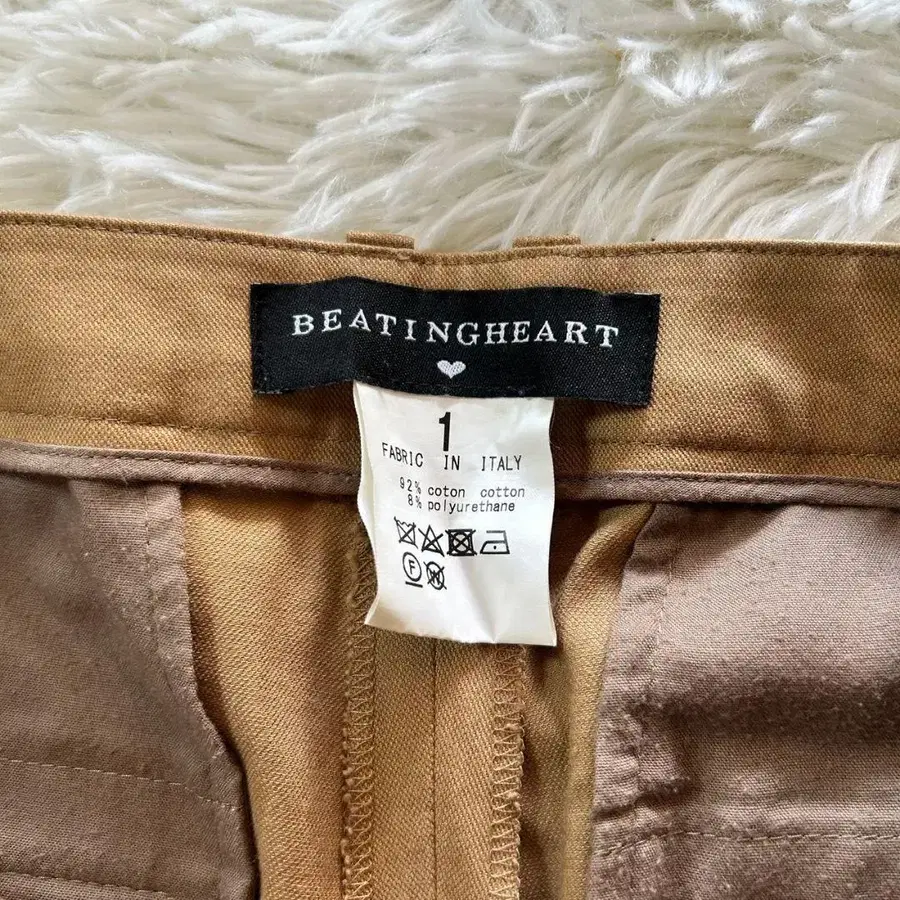 BEATINGHEART
1
FABRIC IN ITALY
92% coton cotton
8% polyurethane
F W